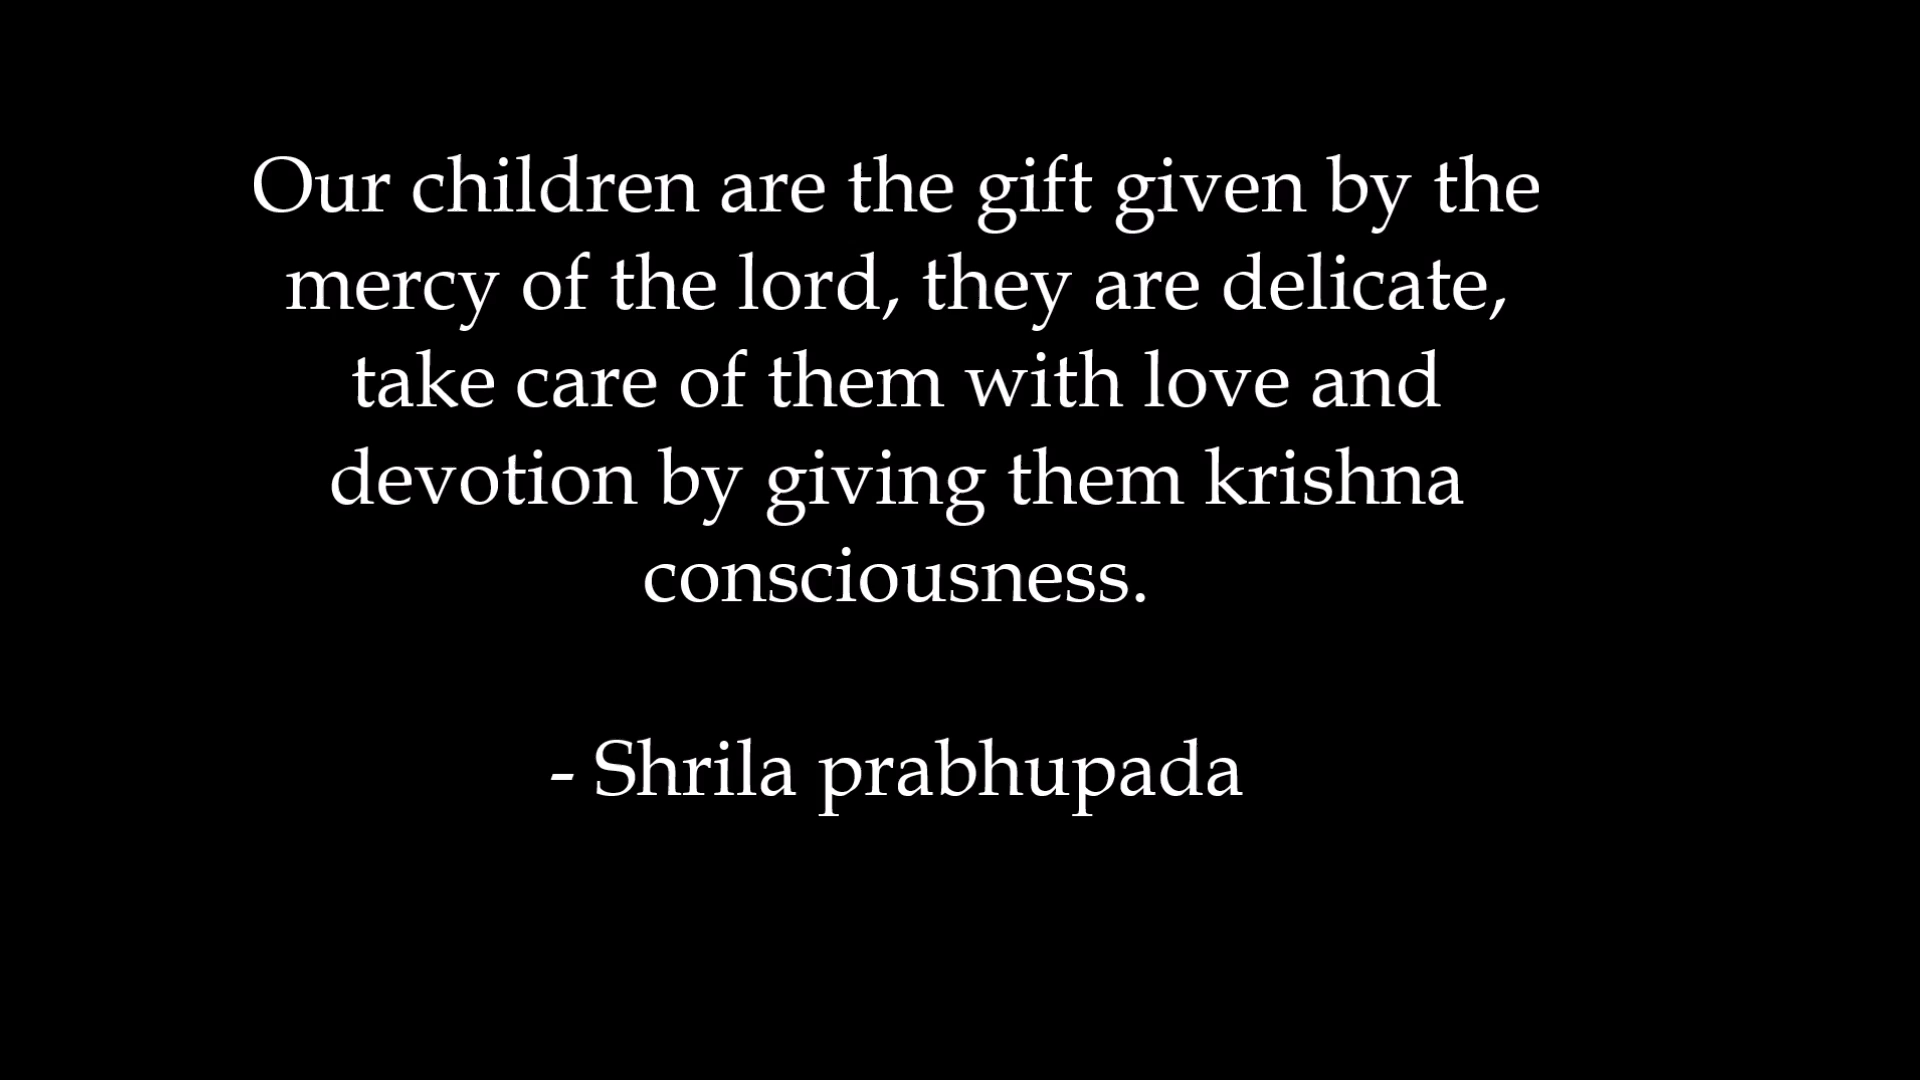 Our children are the gift given by the
mercy of the lord, they are delicate,
take care of them with love and
devotion by giving them krishna
consciousness.
- Shrila prabhupada